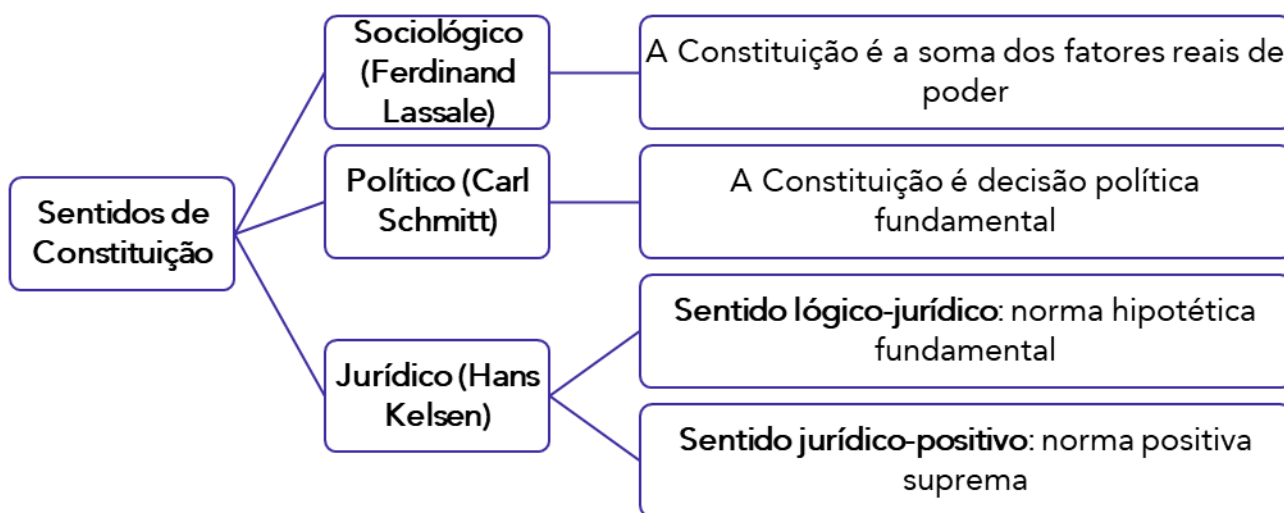 Sentidos de
Constituição
Sociológico
(Ferdinand
Lassale)
A Constituição é a soma dos fatores reais de
poder
Político (Carl
Schmitt)
A Constituição é decisão política
fundamental
Jurídico (Hans
Kelsen)
Sentido lógico-jurídico: norma hipotética
fundamental
Sentido jurídico-positivo: norma positiva
suprema